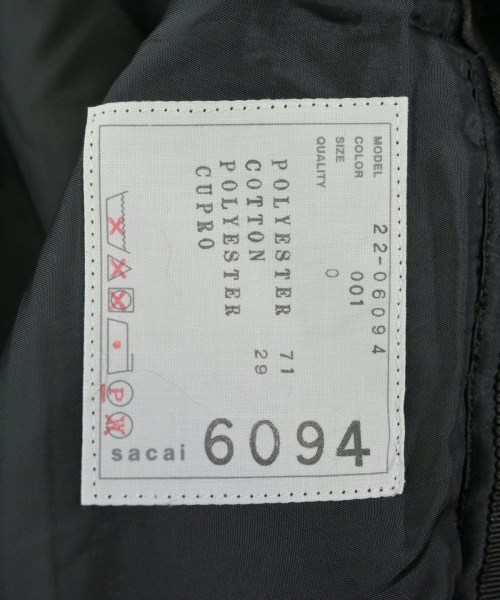 MODEL 22-06094
COLOR 001
SIZE 0
QUALITY
POLYESTER 71
COTTON 29
POLYESTER
CUPRO
P W
sacai 6094